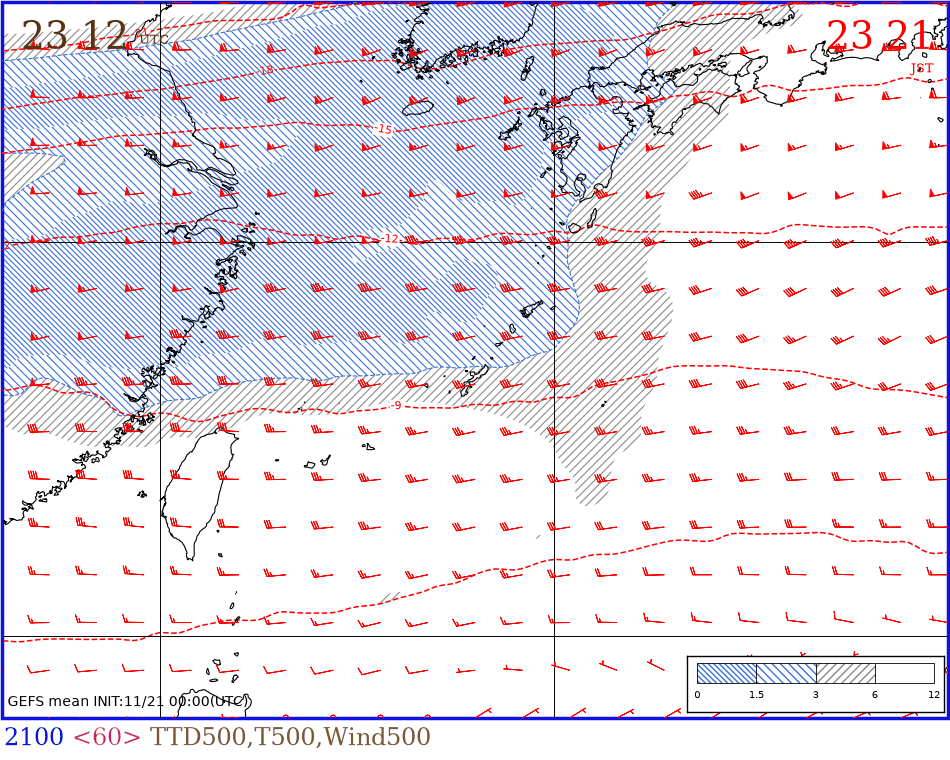 23 12 UTC
23 21
JST
-18
-15
-12
-9
GEFS mean INIT:11/21 00:00(UTC)
0 1.5 3 6 12
2100 <60> TTD500,T500,Wind500